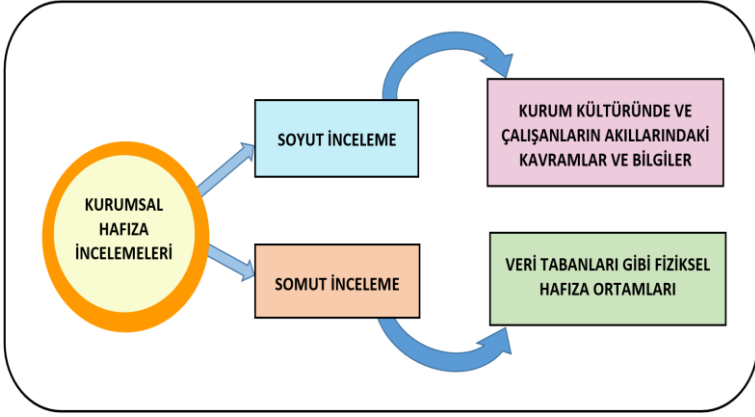 KURUMSAL
HAFIZA
İNCELEMELERİ
SOYUT İNCELEME
KURUM KÜLTÜRÜNDE VE
ÇALIŞANLARIN AKILLARINDAKİ
KAVRAMLAR VE BİLGİLER
SOMUT İNCELEME
VERİ TABANLARI GİBİ FİZİKSEL
HAFIZA ORTAMLARI